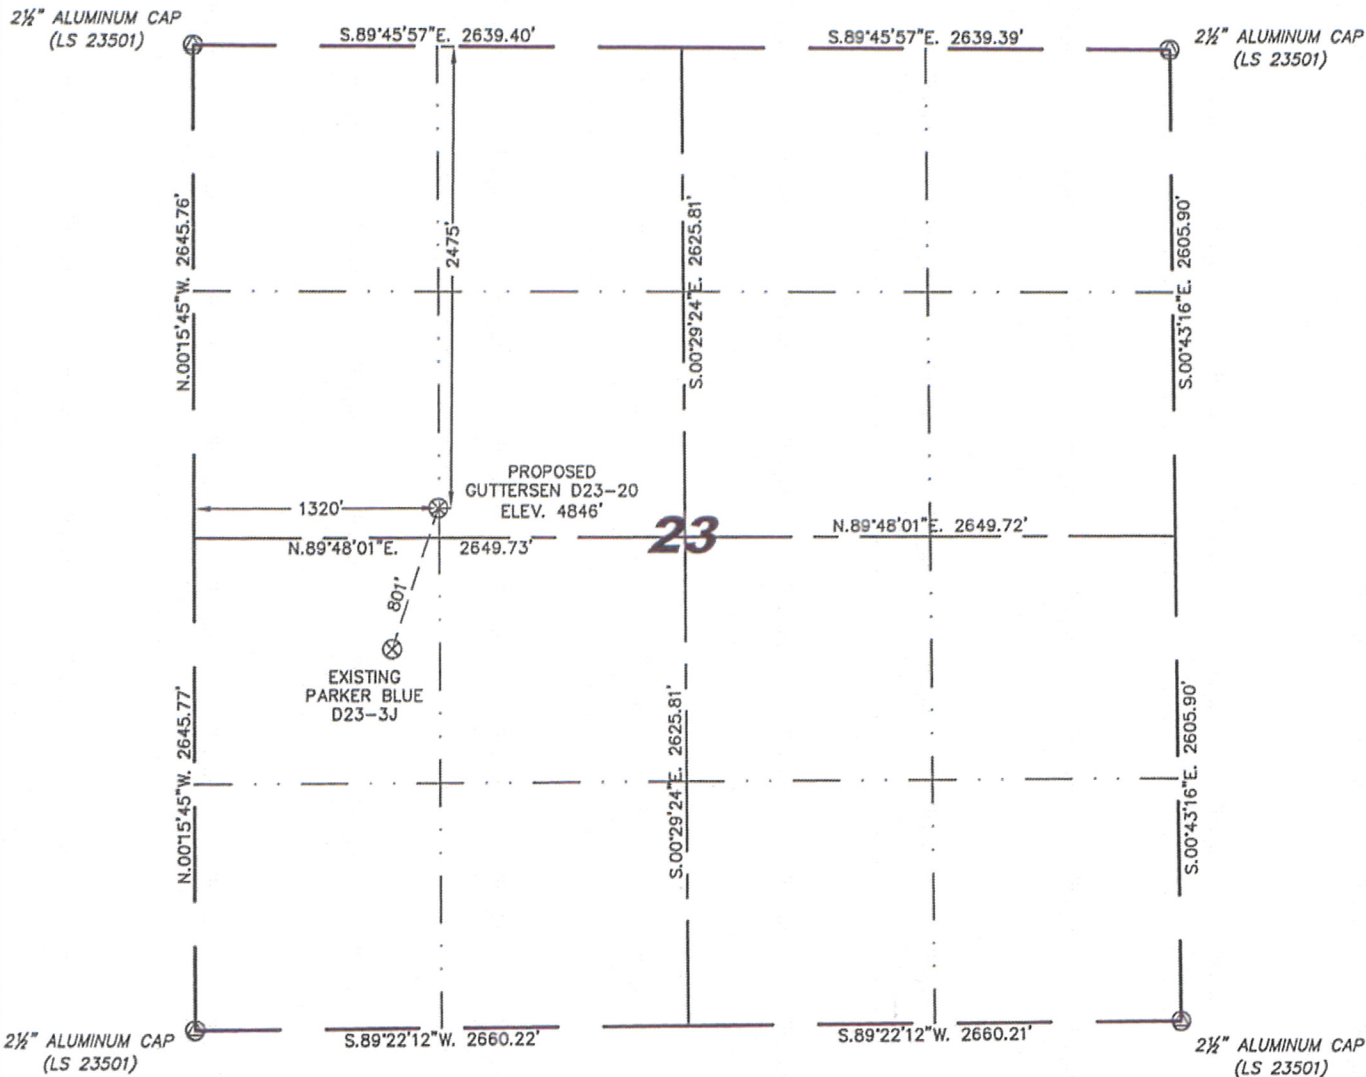 2½" ALUMINUM CAP
(LS 23501)
S.89°45'57"E. 2639.40'
S.89°45'57"E. 2639.39'
2½" ALUMINUM CAP
(LS 23501)
N.00°15'45"W. 2645.76'
2475'
S.00°29'24"E. 2625.81'
S.00°43'16"E. 2605.90'
PROPOSED
GUTTERSEN D23-20
ELEV. 4846'
1320'
23
N.89°48'01"E. 2649.73'
N.89°48'01"E. 2649.72'
801'
EXISTING
PARKER BLUE
D23-3J
N.00°15'45"W. 2645.77'
S.00°29'24"E. 2625.81'
S.00°43'16"E. 2605.90'
2½" ALUMINUM CAP
(LS 23501)
S.89°22'12"W. 2660.22'
S.89°22'12"W. 2660.21'
2½" ALUMINUM CAP
(LS 23501)